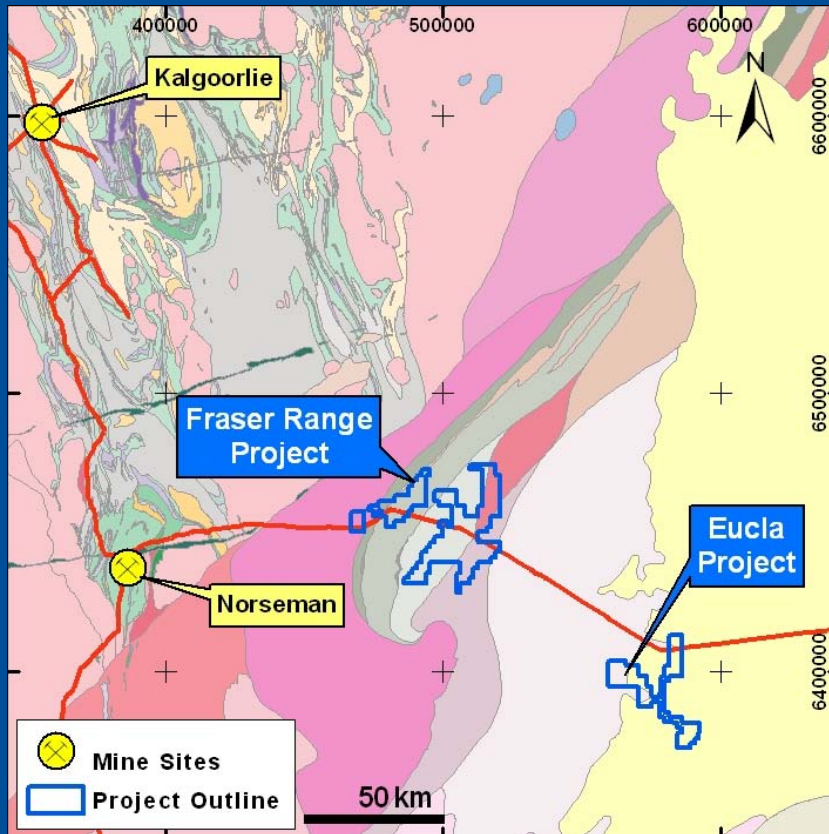 400000
500000
600000
Kalgoorlie
N
6600000
6500000
Fraser Range
Project
Eucla
Project
Norseman
6400000
Mine Sites
Project Outline
50 km